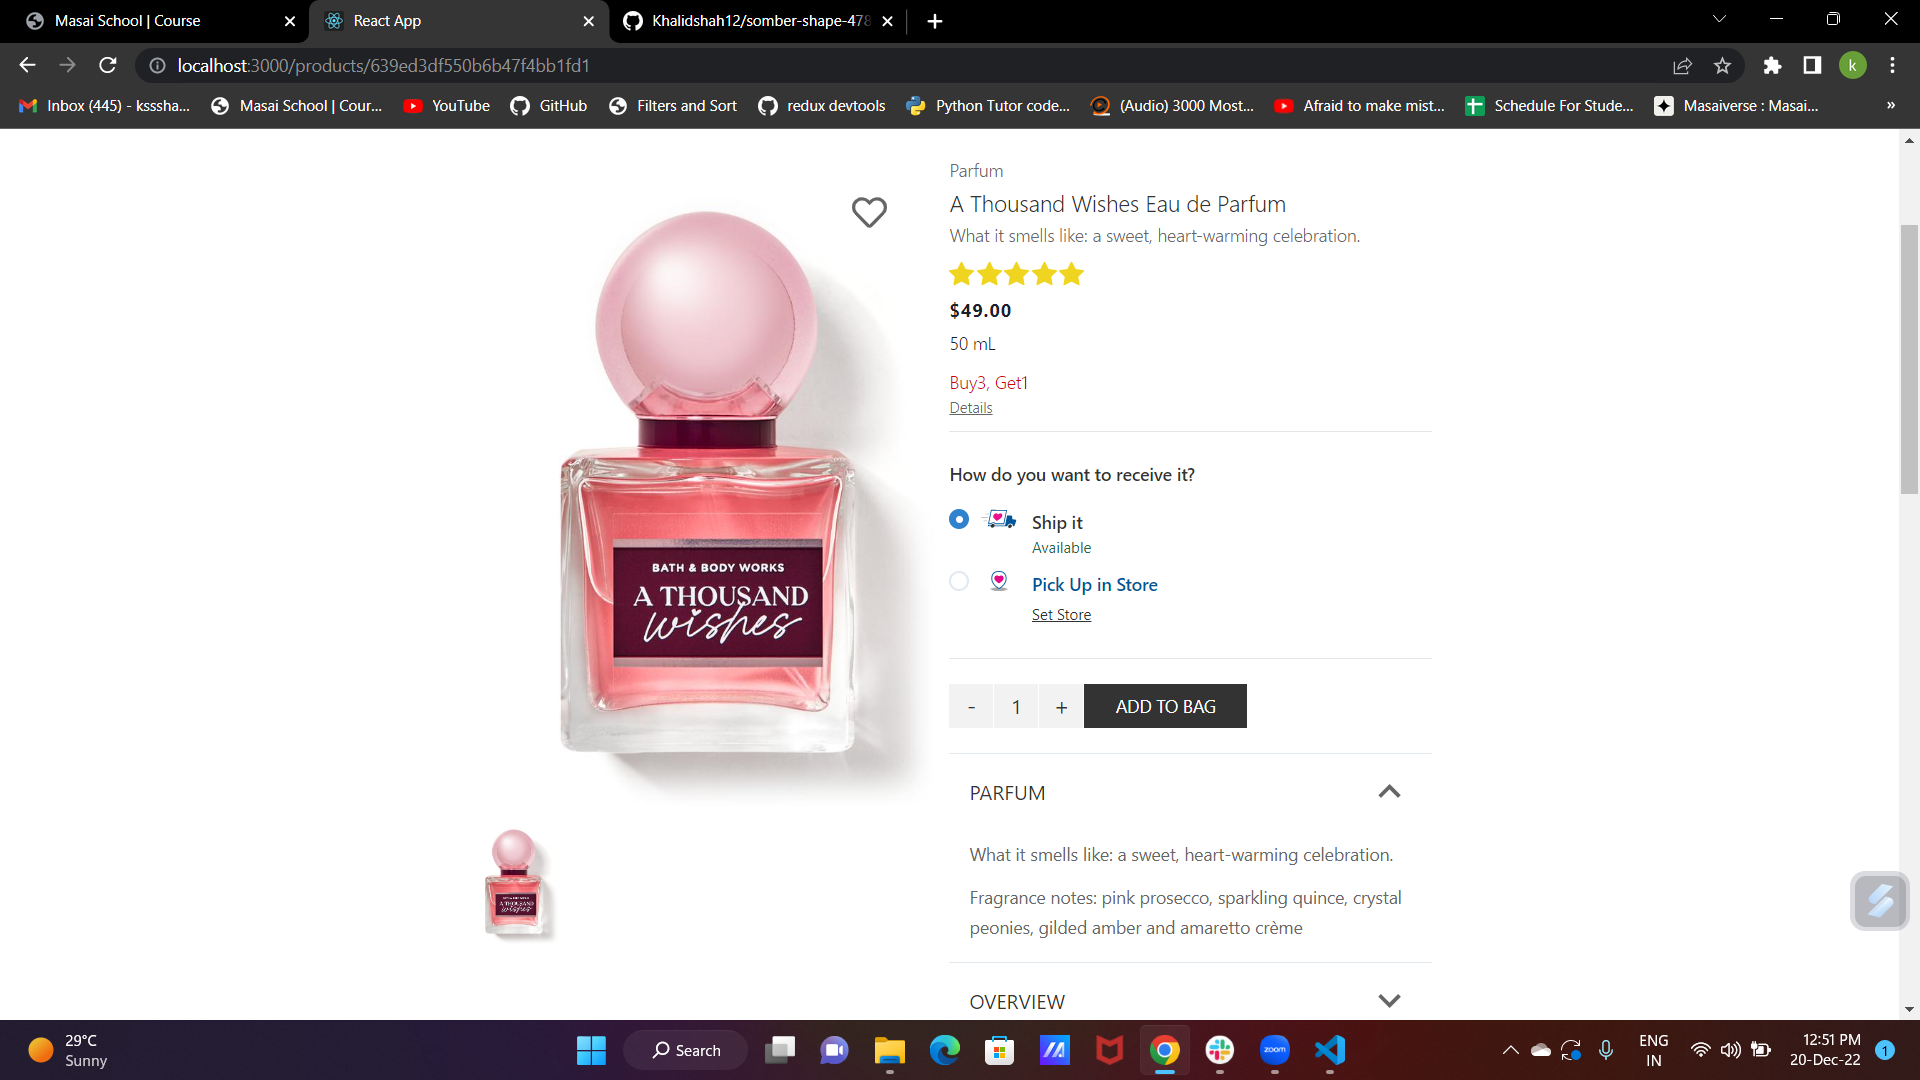 Masai School | Course
React App
Khalidshah12/somber-shape-478
localhost:3000/products/639ed3df550b6b47f4bb1fd1
k
Inbox (445) - ksssha...
Masai School | Cour...
YouTube
GitHub
Filters and Sort
redux devtools
Python Tutor code...
(Audio) 3000 Most...
Afraid to make mist...
Schedule For Stude...
Masaiverse : Masai...
»
Parfum
A Thousand Wishes Eau de Parfum
What it smells like: a sweet, heart-warming celebration.
$49.00
50 mL
Buy3, Get1
Details
BATH & BODY WORKS
A THOUSAND
wishes
How do you want to receive it?
Ship it
Available
Pick Up in Store
Set Store
- 1 + ADD TO BAG
PARFUM
What it smells like: a sweet, heart-warming celebration.
Fragrance notes: pink prosecco, sparkling quince, crystal
peonies, gilded amber and amaretto crème
A THOUSAND
wishes
OVERVIEW
29°C
Sunny
Search
zoom
ENG
IN
12:51 PM
20-Dec-22
1